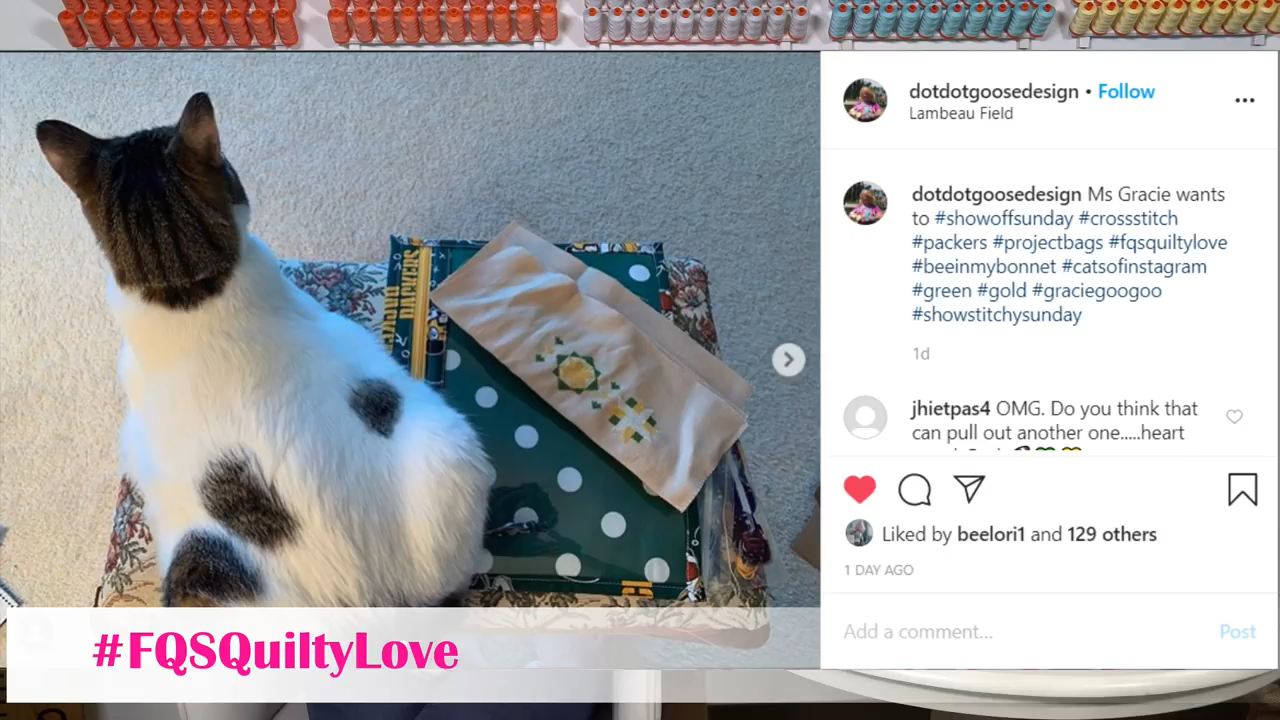 dotdotgoosedesign • Follow
Lambeau Field
dotdotgoosedesign Ms Gracie wants
to #showoffsunday #crossstitch
#packers #projectbags #fqsquiltylove
#beeinmybonnet #catsofinstagram
#green #gold #graciegoogoo
#showstitchysunday
1d
jhietpas4 OMG. Do you think that
can pull out another one.....heart
Liked by beelori1 and 129 others
1 DAY AGO
Add a comment... Post
PACKERS
#FQSQuiltyLove